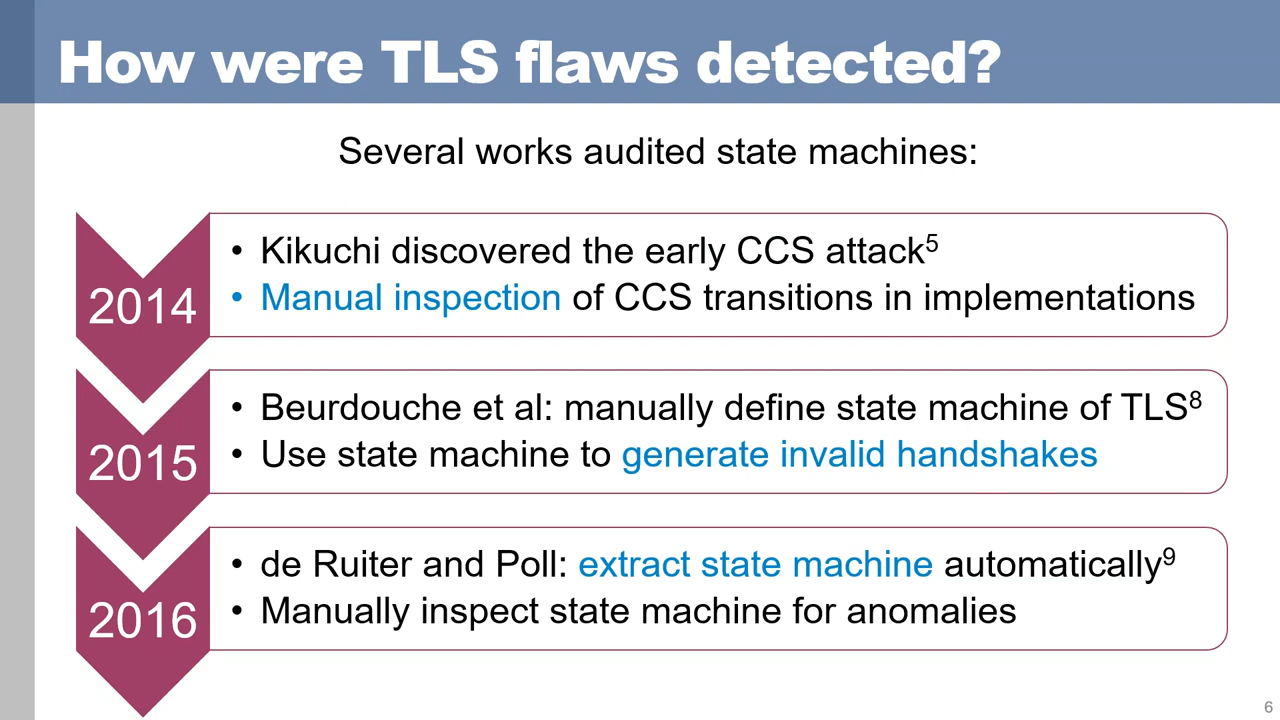 How were TLS flaws detected?
Several works audited state machines:
2014
• Kikuchi discovered the early CCS attack⁵
• Manual inspection of CCS transitions in implementations
2015
• Beurdouche et al: manually define state machine of TLS⁸
• Use state machine to generate invalid handshakes
2016
• de Ruiter and Poll: extract state machine automatically⁹
• Manually inspect state machine for anomalies
6